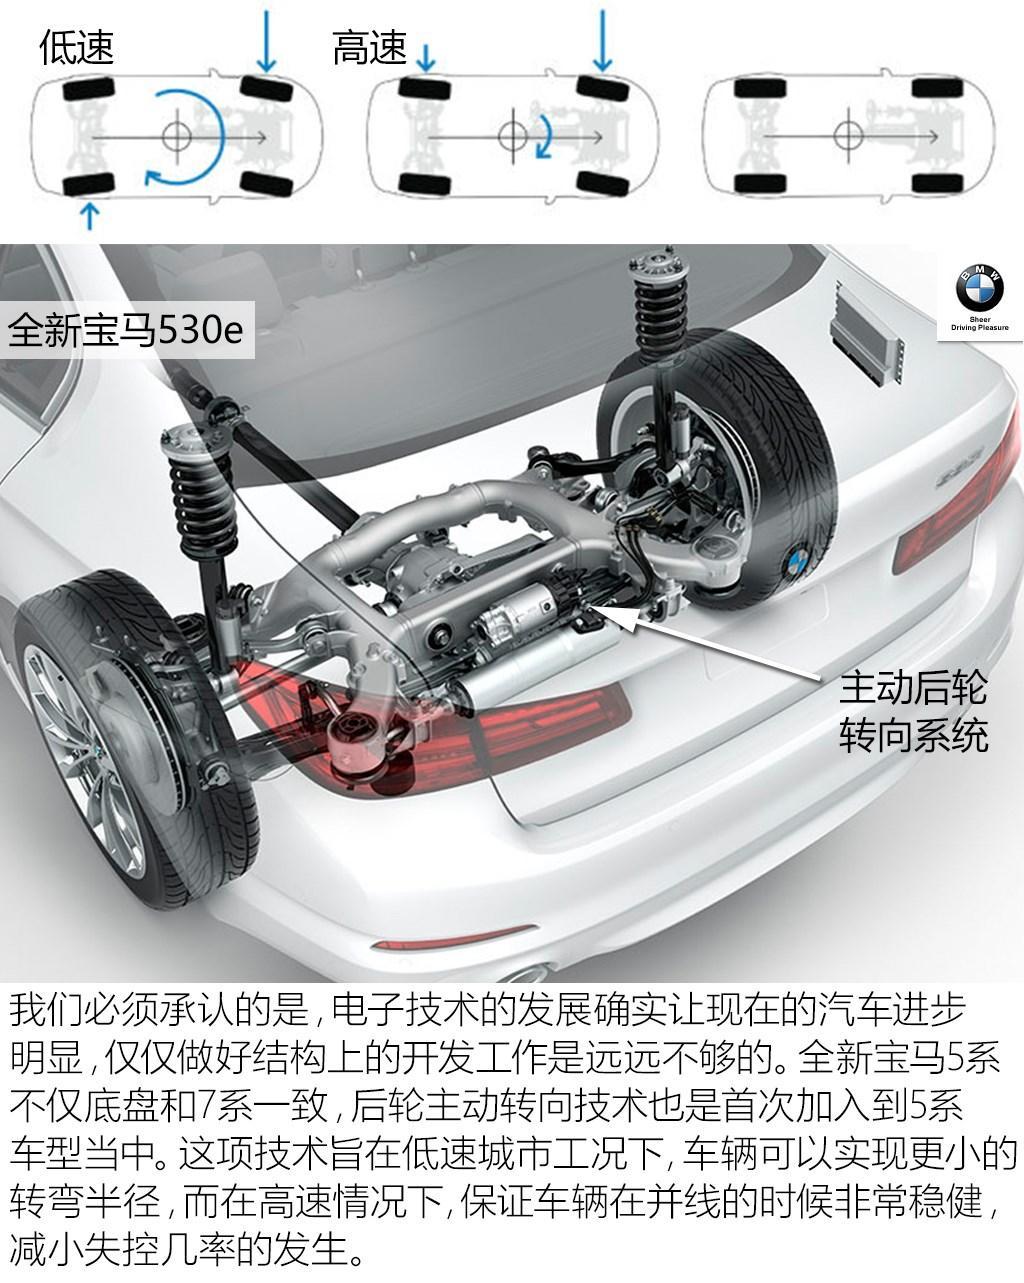 低速
高速
全新宝马530e
BMW
Sheer
Driving Pleasure
主动后轮
转向系统
我们必须承认的是，电子技术的发展确实让现在的汽车进步
明显，仅仅做好结构上的开发工作是远远不够的。全新宝马5系
不仅底盘和7系一致，后轮主动转向技术也是首次加入到5系
车型当中。这项技术旨在低速城市工况下，车辆可以实现更小的
转弯半径，而在高速情况下，保证车辆在并线的时候非常稳健，
减小失控几率的发生。